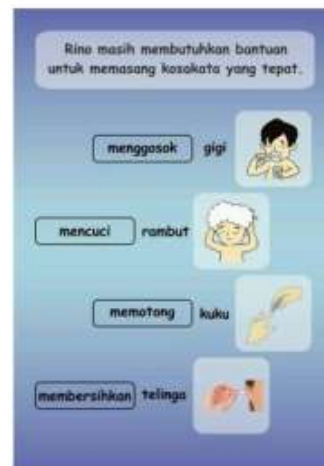 Rino masih membutuhkan bantuan
untuk memasang kosakata yang tepat.
menggosok gigi
mencuci rambut
memotong kuku
membersihkan telinga